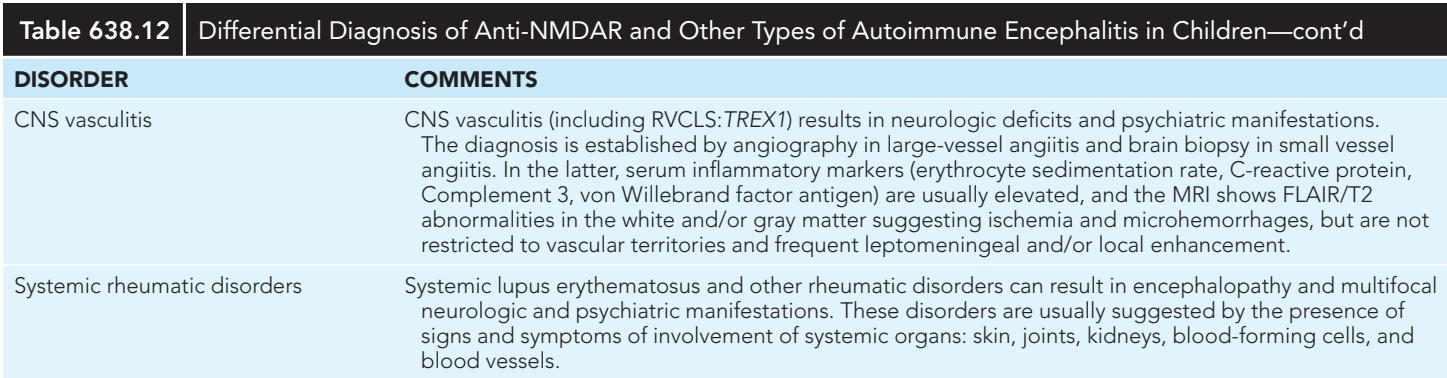 Table 638.12 Differential Diagnosis of Anti-NMDAR and Other Types of Autoimmune Encephalitis in Children—cont'd
DISORDER COMMENTS
CNS vasculitis CNS vasculitis (including RVCLS:TREX1) results in neurologic deficits and psychiatric manifestations.
The diagnosis is established by angiography in large-vessel angiitis and brain biopsy in small vessel
angiitis. In the latter, serum inflammatory markers (erythrocyte sedimentation rate, C-reactive protein,
Complement 3, von Willebrand factor antigen) are usually elevated, and the MRI shows FLAIR/T2
abnormalities in the white and/or gray matter suggesting ischemia and microhemorrhages, but are not
restricted to vascular territories and frequent leptomeningeal and/or local enhancement.
Systemic rheumatic disorders Systemic lupus erythematosus and other rheumatic disorders can result in encephalopathy and multifocal
neurologic and psychiatric manifestations. These disorders are usually suggested by the presence of
signs and symptoms of involvement of systemic organs: skin, joints, kidneys, blood-forming cells, and
blood vessels.